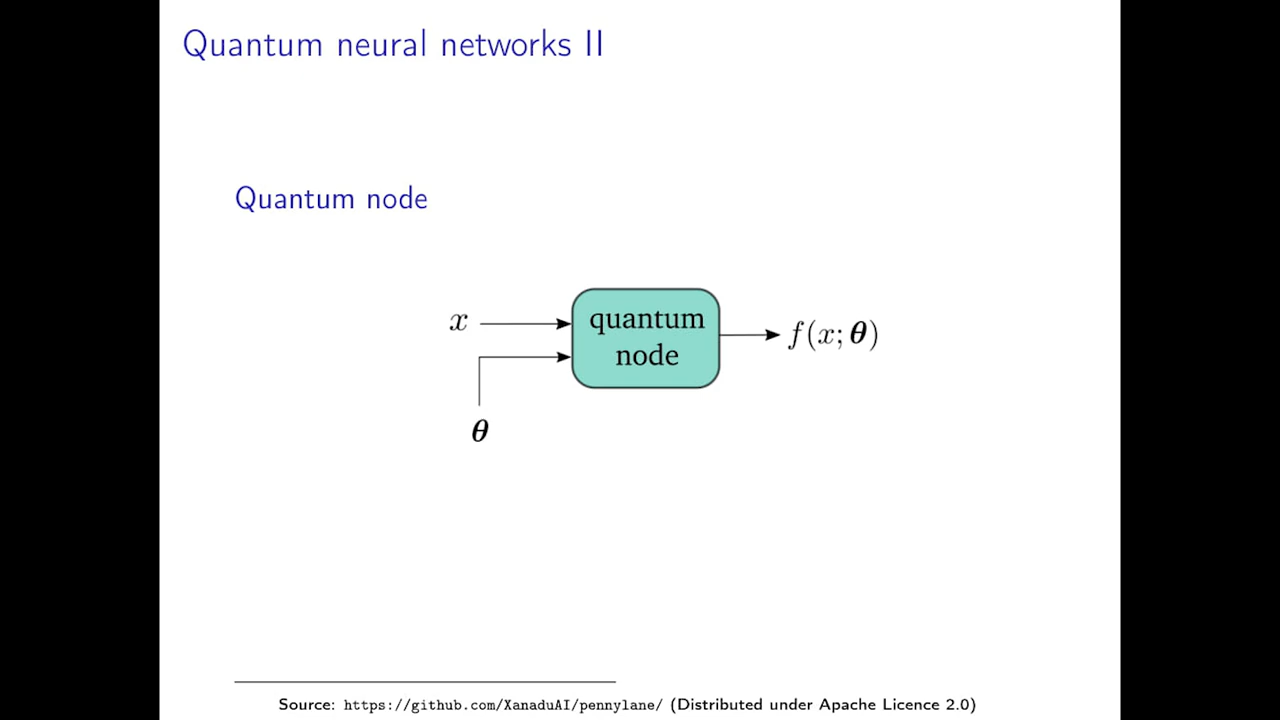 Quantum neural networks II
Quantum node
x
quantum
node
f(x; θ)
θ
Source: https://github.com/XanaduAI/pennylane/ (Distributed under Apache Licence 2.0)